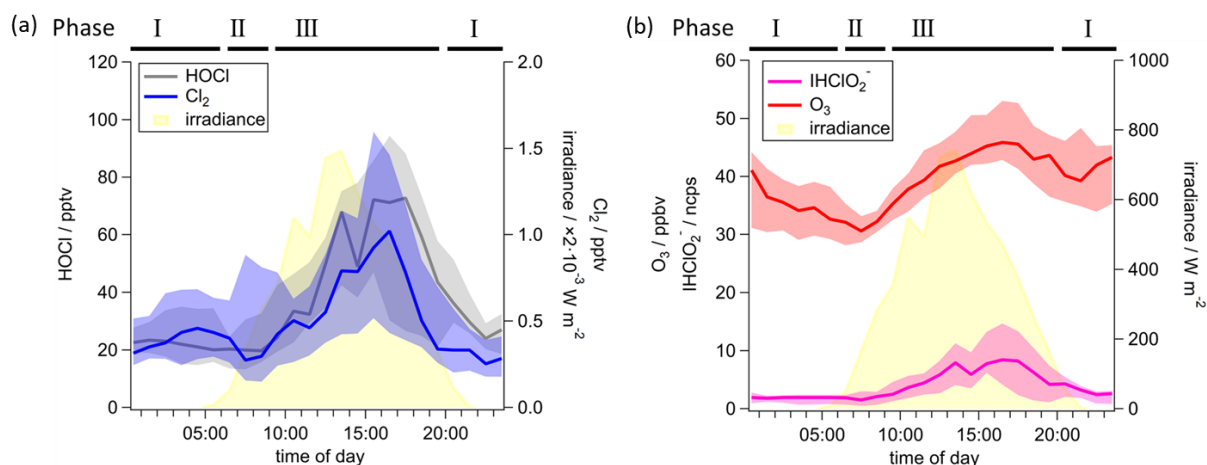 (a) Phase I II III I
120
100
80
60
40
20
0
HOCl / pptv
HOCl
Cl₂
irradiance
2.0
1.5
1.0
0.5
0.0
Cl₂ / pptv
irradiance / ×2·10⁻³ W m⁻²
05:00 10:00 15:00 20:00
time of day
(b) Phase I II III I
60
50
40
30
20
10
0
O₃ / ppbv
IHClO₂⁻ / ncps
IHClO₂⁻
O₃
irradiance
1000
800
600
400
200
0
irradiance / W m⁻²
05:00 10:00 15:00 20:00
time of day